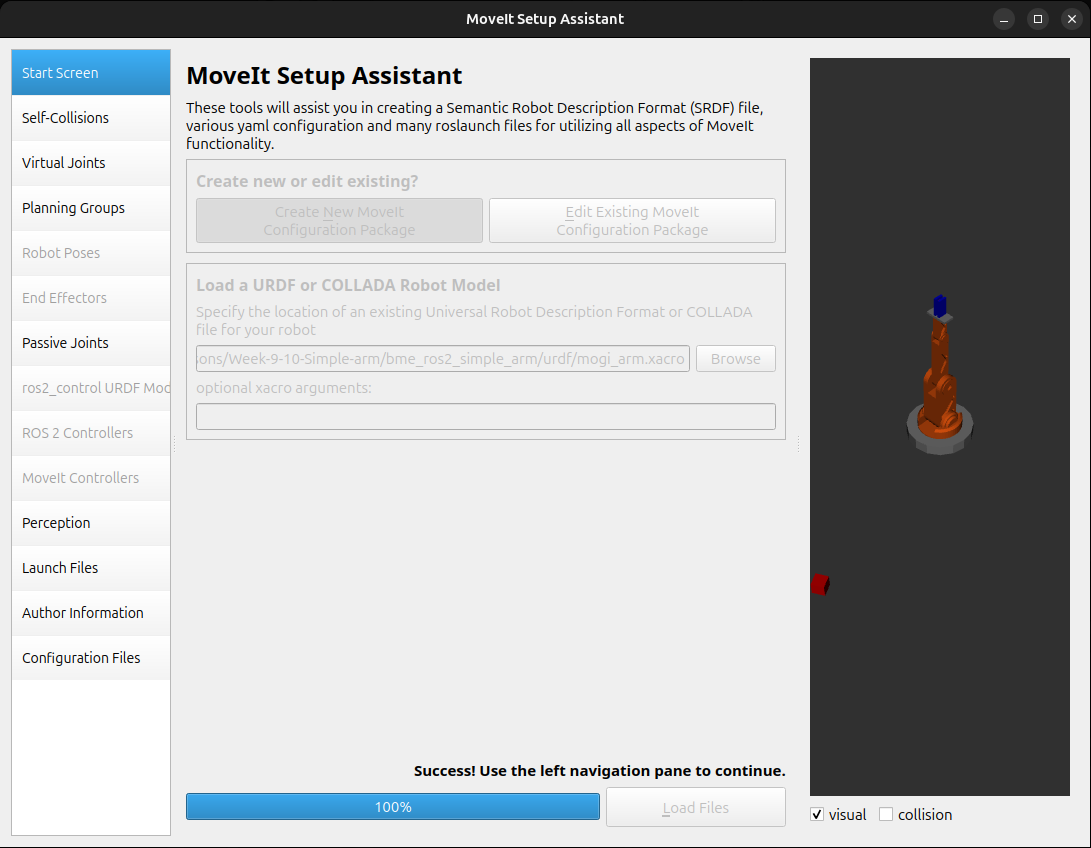 MoveIt Setup Assistant
Start Screen
Self-Collisions
Virtual Joints
Planning Groups
Robot Poses
End Effectors
Passive Joints
ros2_control URDF Moc
ROS 2 Controllers
MoveIt Controllers
Perception
Launch Files
Author Information
Configuration Files
MoveIt Setup Assistant
These tools will assist you in creating a Semantic Robot Description Format (SRDF) file,
various yaml configuration and many roslaunch files for utilizing all aspects of MoveIt
functionality.
Create new or edit existing?
Create New MoveIt
Configuration Package
Edit Existing MoveIt
Configuration Package
Load a URDF or COLLADA Robot Model
Specify the location of an existing Universal Robot Description Format or COLLADA
file for your robot
sons/Week-9-10-Simple-arm/bme_ros2_simple_arm/urdf/mogi_arm.xacro
Browse
optional xacro arguments:
Success! Use the left navigation pane to continue.
100%
Load Files
visual
collision